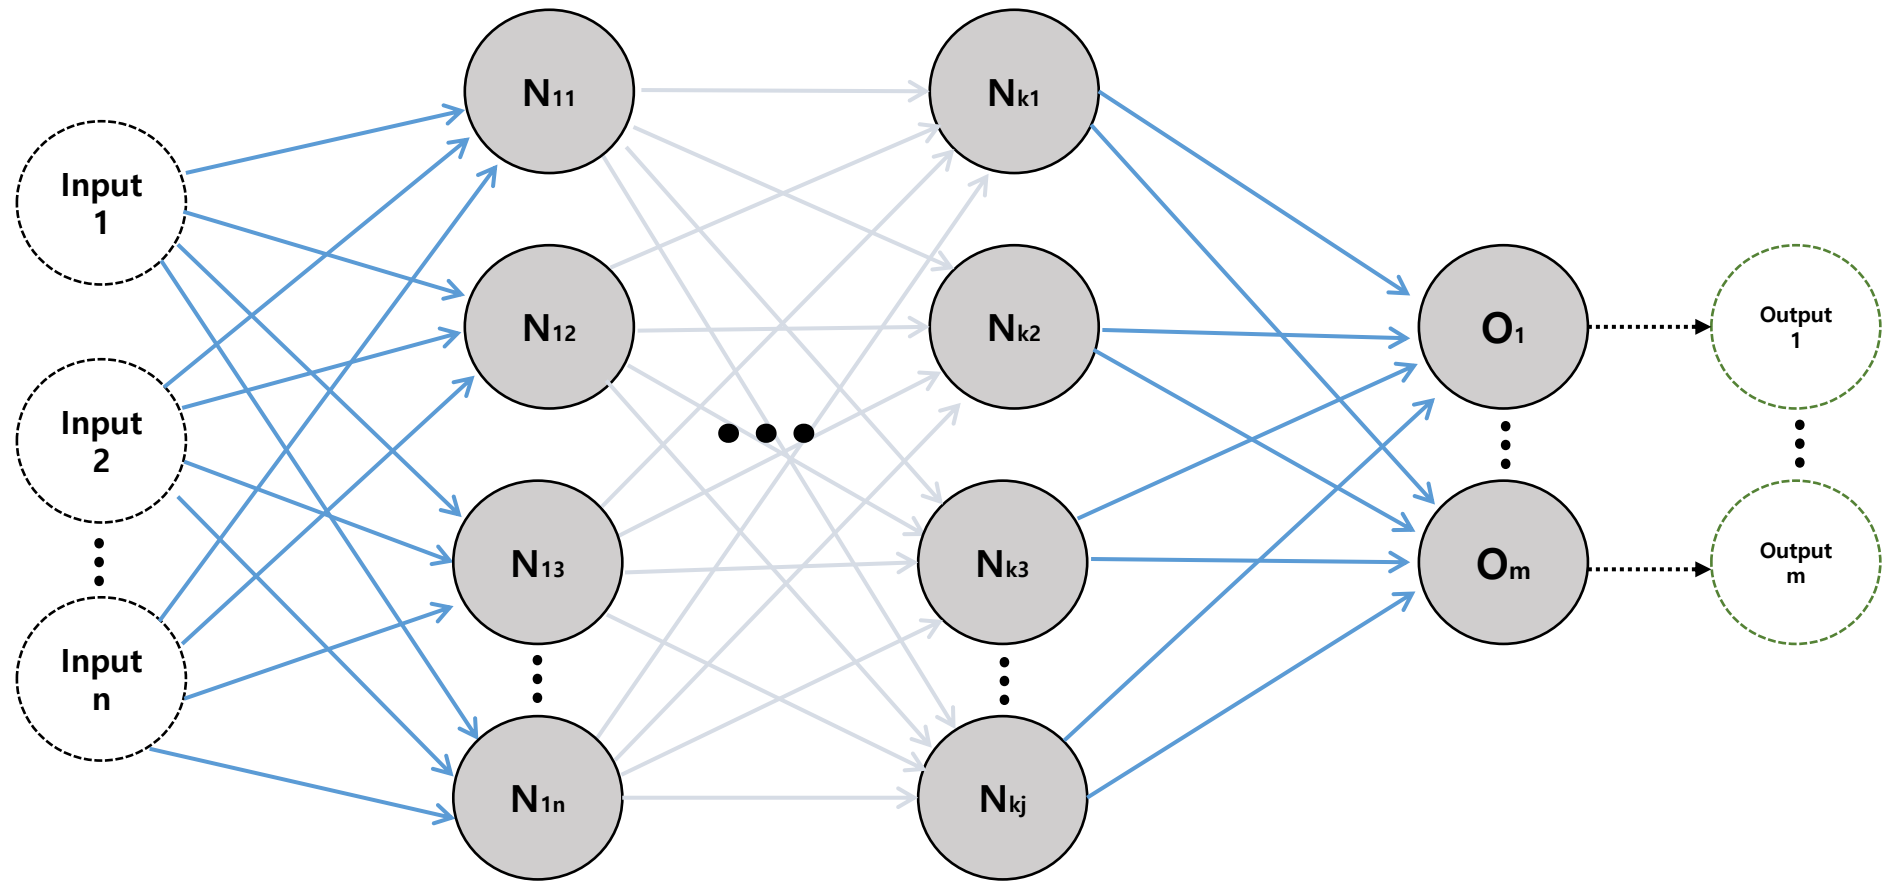 Input
1
Input
2
Input
n
N11
N12
N13
N1n
Nk1
Nk2
Nk3
Nkj
O1
Om
Output
1
Output
m